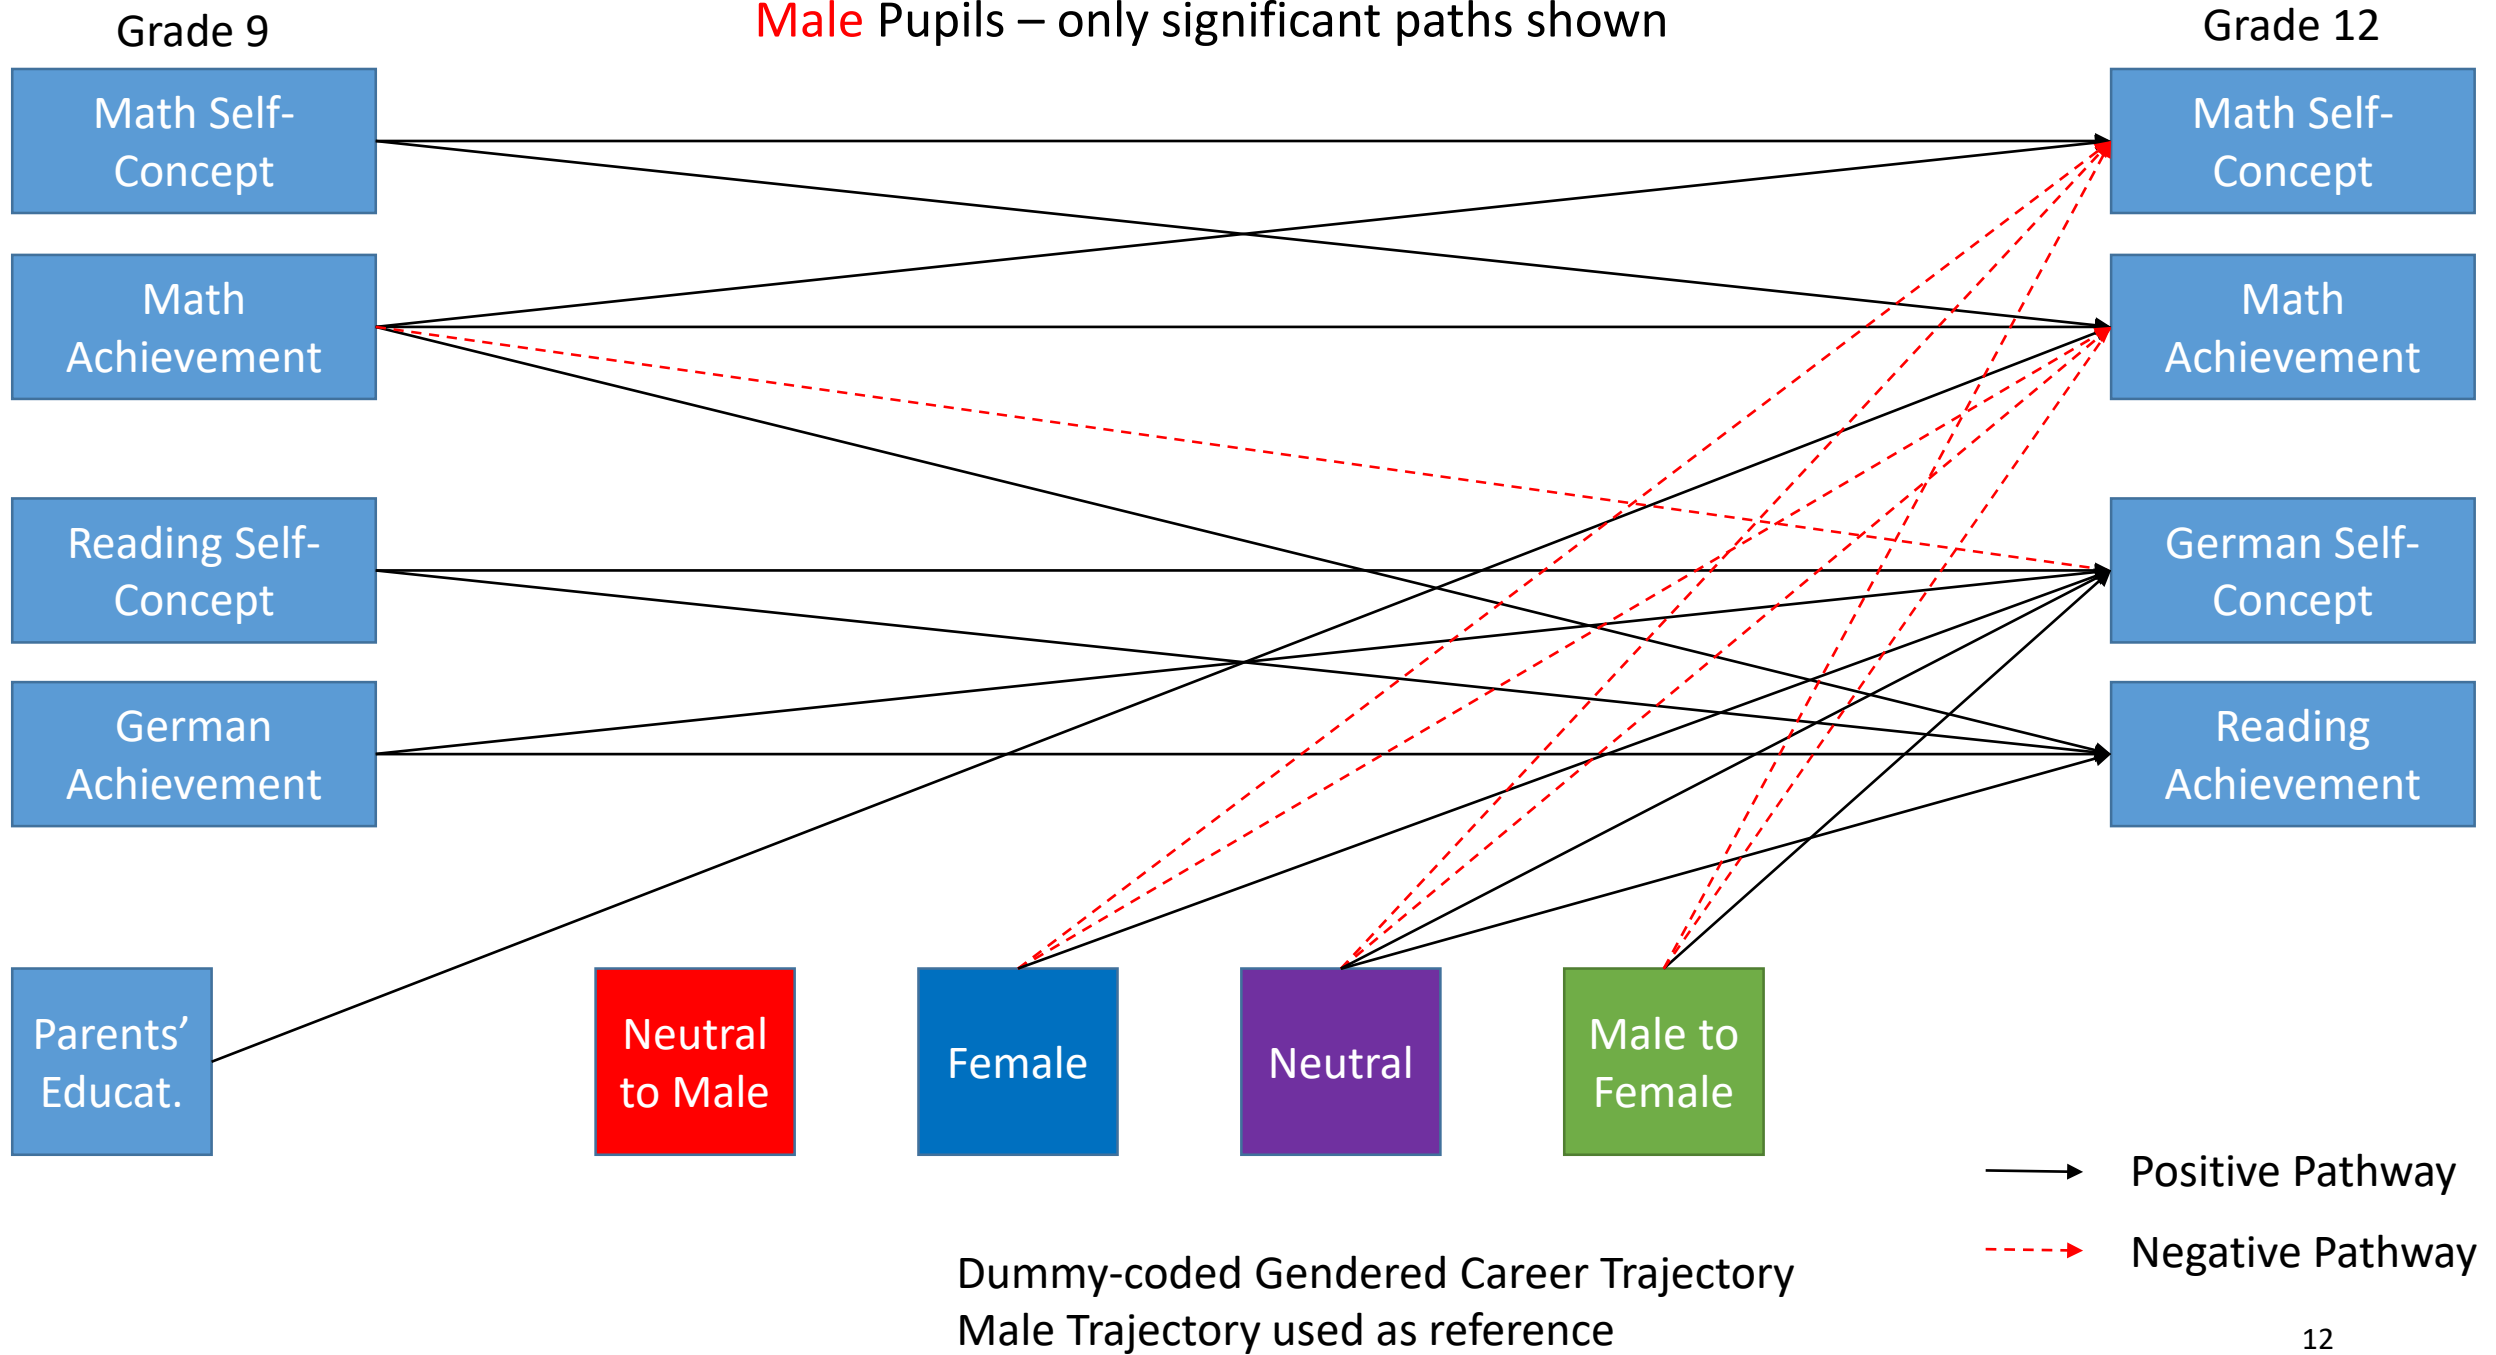 Grade 9
Male Pupils – only significant paths shown
Grade 12
Math Self-
Concept
Math Self-
Concept
Math
Achievement
Math
Achievement
Reading Self-
Concept
German Self-
Concept
German
Achievement
Reading
Achievement
Parents’
Educat.
Neutral
to Male
Female
Neutral
Male to
Female
Positive Pathway
Negative Pathway
Dummy-coded Gendered Career Trajectory
Male Trajectory used as reference
12